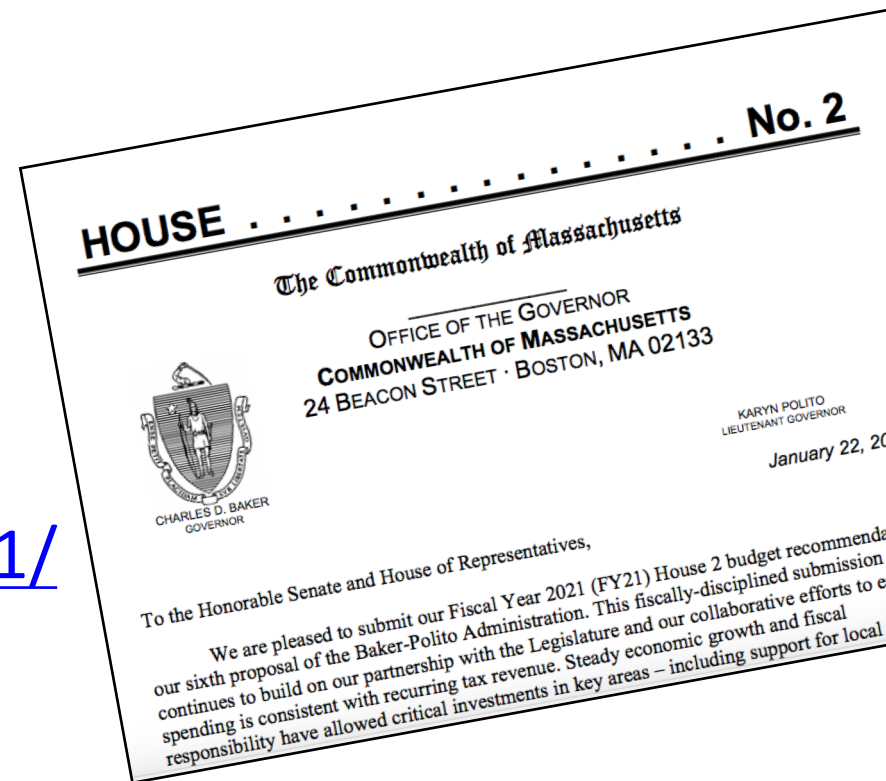 HOUSE . . . . . . . . . . . . . . . No. 2
The Commonwealth of Massachusetts
OFFICE OF THE GOVERNOR
COMMONWEALTH OF MASSACHUSETTS
24 BEACON STREET · BOSTON, MA 02133
KARYN POLITO
LIEUTENANT GOVERNOR
January 22, 20
CHARLES D. BAKER
GOVERNOR
1/
To the Honorable Senate and House of Representatives,
We are pleased to submit our Fiscal Year 2021 (FY21) House 2 budget recommenda
our sixth proposal of the Baker-Polito Administration. This fiscally-disciplined submission
continues to build on our partnership with the Legislature and our collaborative efforts to e
spending is consistent with recurring tax revenue. Steady economic growth and fiscal
responsibility have allowed critical investments in key areas – including support for local